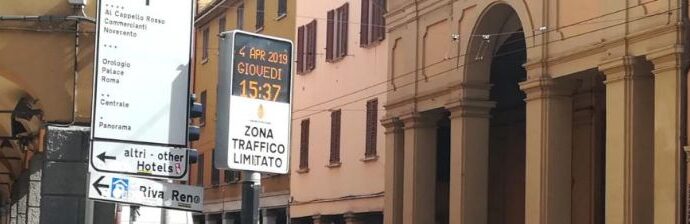 Al Cappello Rosso
Commercianti
Novecento
Orologio
Palace
Roma
Centrale
Panorama
altri - other
Hotels
Riva Reno
4 APR 2019
GIOVEDI
15:37
ZONA
TRAFFICO
LIMITATO